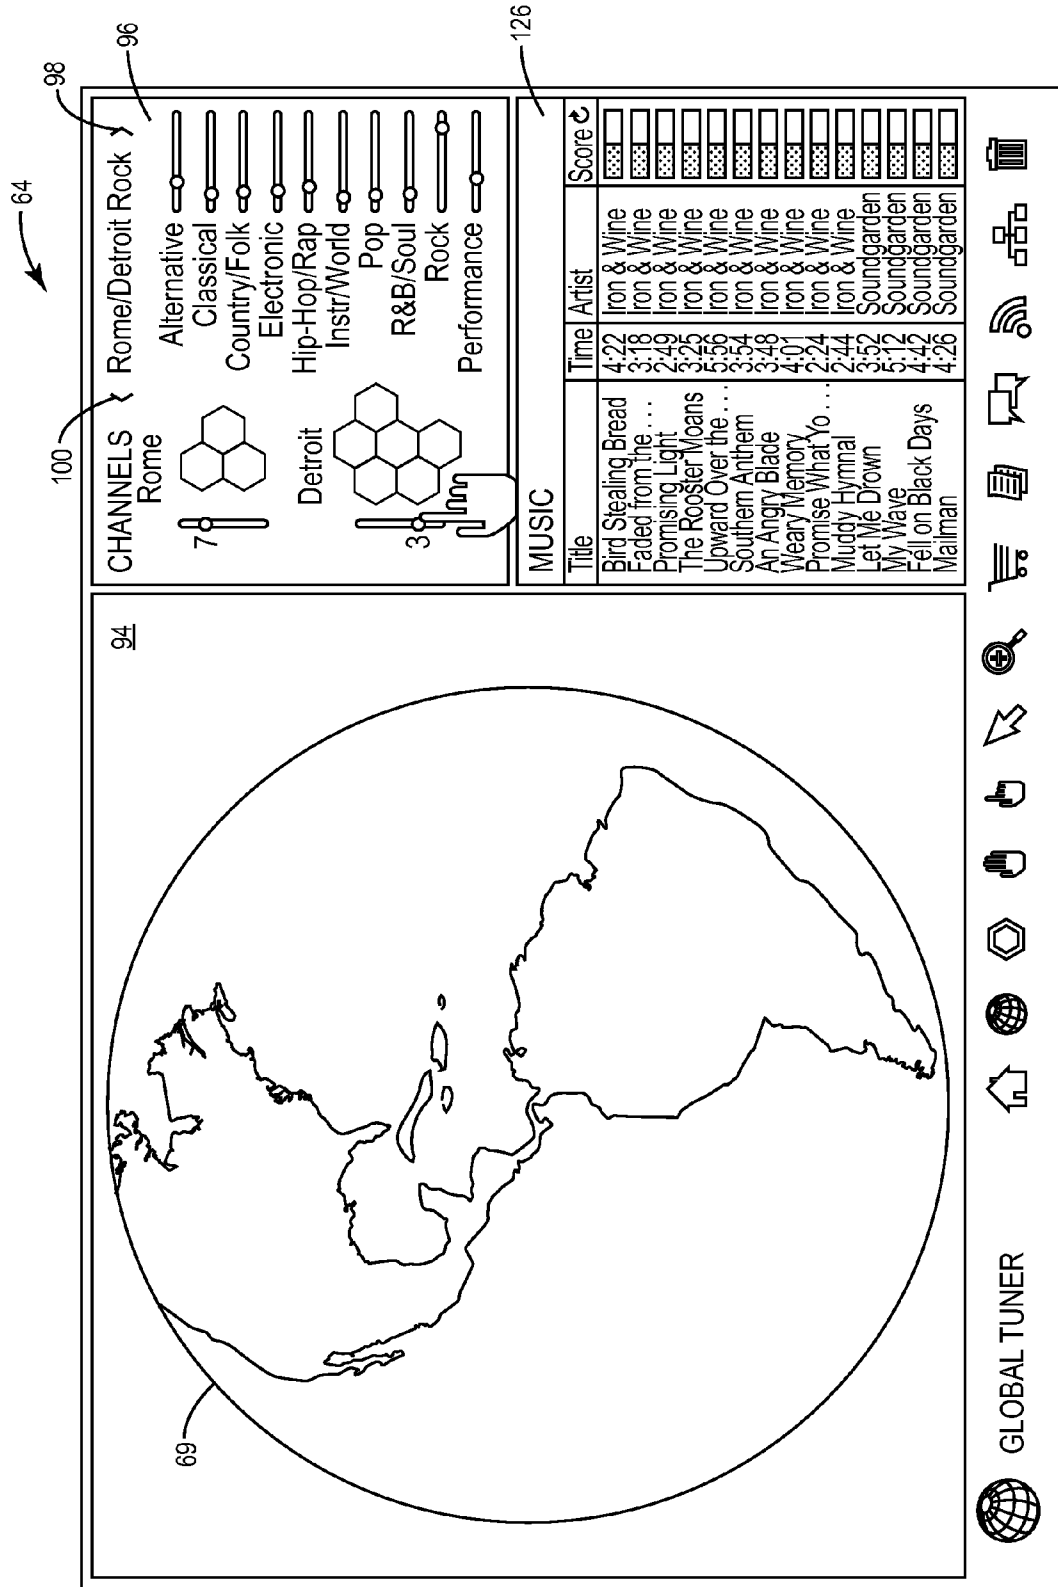 64
94
69
100
98
96
CHANNELS
Rome/Detroit Rock
Rome
7
Detroit
3
Alternative
Classical
Country/Folk
Electronic
Hip-Hop/Rap
Instr/World
Pop
R&B/Soul
Rock
Performance
126
MUSIC
Title Time Artist Score
Bird Stealing Bread 4:22 Iron & Wine
Faded from the ... 3:18 Iron & Wine
Promising Light 2:49 Iron & Wine
The Rooster Moans 3:25 Iron & Wine
Upward Over the ... 5:56 Iron & Wine
Southem Anthem 3:54 Iron & Wine
An Angry Blade 3:48 Iron & Wine
Weary Memory 4:01 Iron & Wine
Promise What Yo ... 2:24 Iron & Wine
Muddy Hymnal 2:44 Iron & Wine
Let Me Drown 3:52 Soundgarden
My Wave 5:12 Soundgarden
Fell on Black Days 4:42 Soundgarden
Mailman 4:26 Soundgarden
GLOBAL TUNER